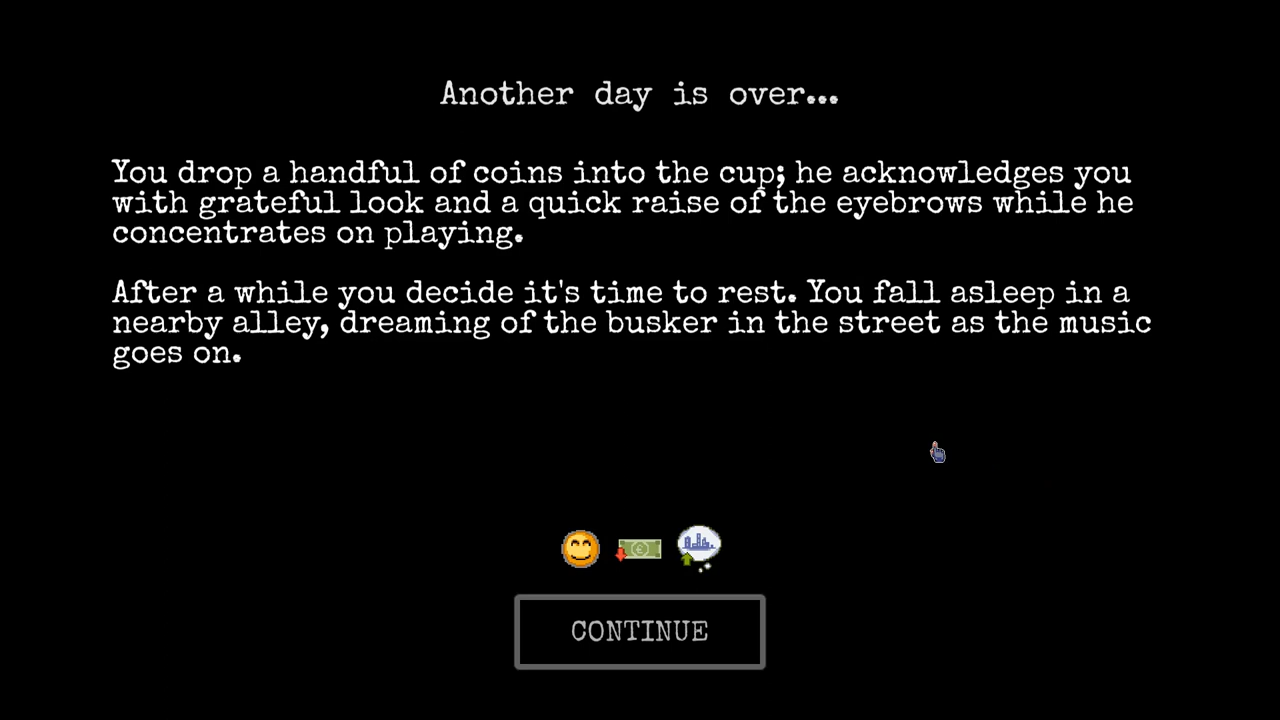 Another day is over...
You drop a handful of coins into the cup; he acknowledges you
with grateful look and a quick raise of the eyebrows while he
concentrates on playing.
After a while you decide it's time to rest. You fall asleep in a
nearby alley, dreaming of the busker in the street as the music
goes on.
CONTINUE